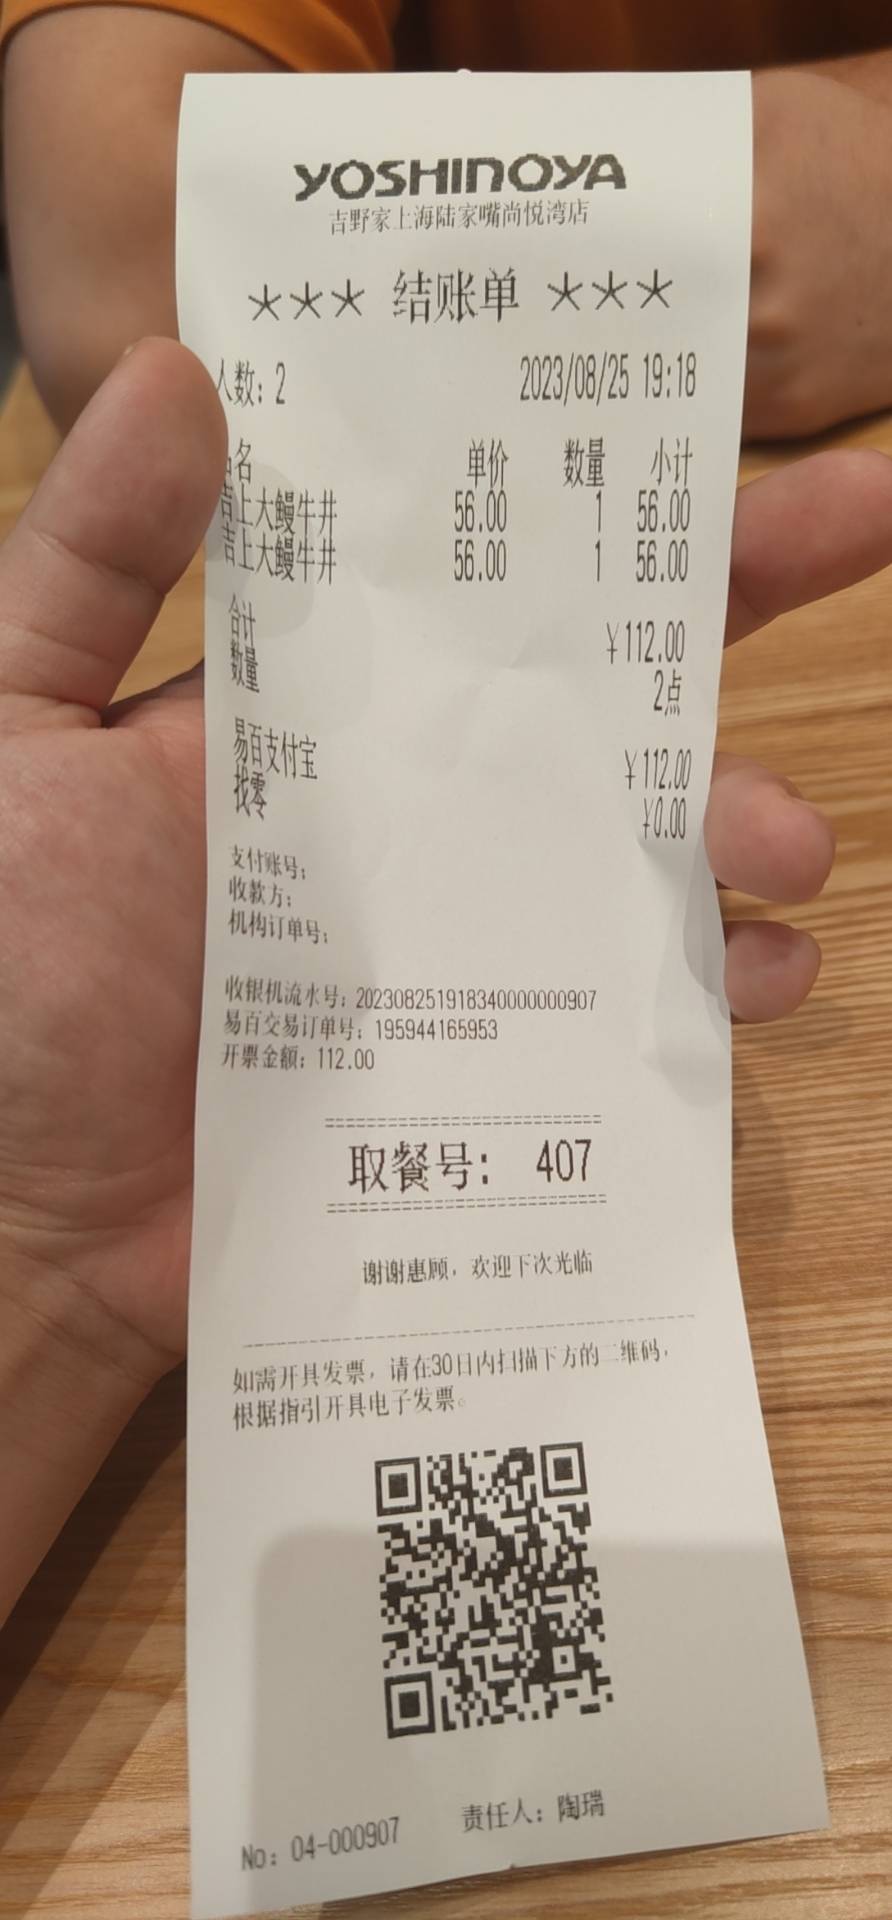 YOSHINOYA
吉野家上海陆家嘴尚悦湾店
*** 结账单 ***
人数: 2 2023/08/25 19:18
品名 单价 数量 小计
吉上大鳗牛井 56.00 1 56.00
吉上大鳗牛井 56.00 1 56.00
合计 ¥112.00
数量 2点
易百支付宝 ¥112.00
找零 ¥0.00
支付账号:
收款方:
机构订单号:
收银机流水号: 2023082519183400000000907
易百交易订单号: 195944165953
开票金额: 112.00
取餐号: 407
谢谢惠顾, 欢迎下次光临
如需开具发票, 请在30日内扫描下方的二维码,
根据指引开具电子发票。
No: 04-000907 责任人: 陶瑞